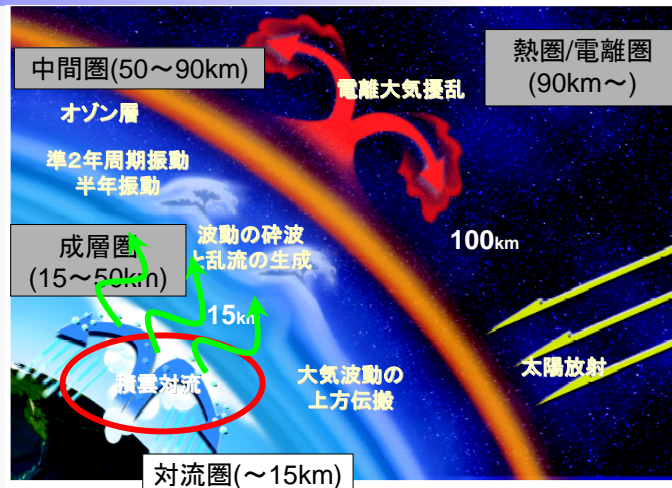 中間圏(50～90km)
熱圏/電離圏
(90km～)
電離大気擾乱
オゾン層
準２年周期振動
半年振動
成層圏
(15～50km)
波動の砕波
と乱流の生成
100km
15km
太陽放射
積雲対流
大気波動の
上方伝搬
対流圏(～15km)